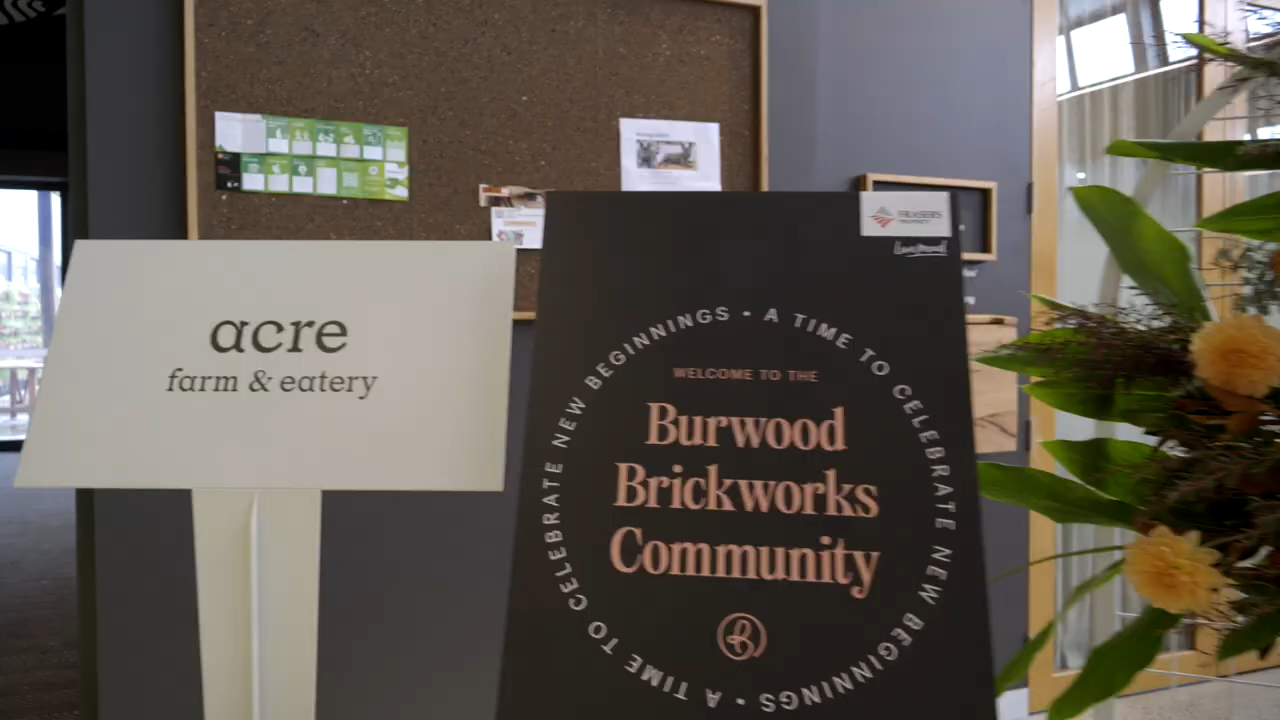 acre
farm & eatery
FRASERS
PROPERTY
WELCOME TO THE
Burwood
Brickworks
Community
A TIME TO CELEBRATE NEW BEGINNINGS • A TIME TO CELEBRATE NEW BEGINNINGS •